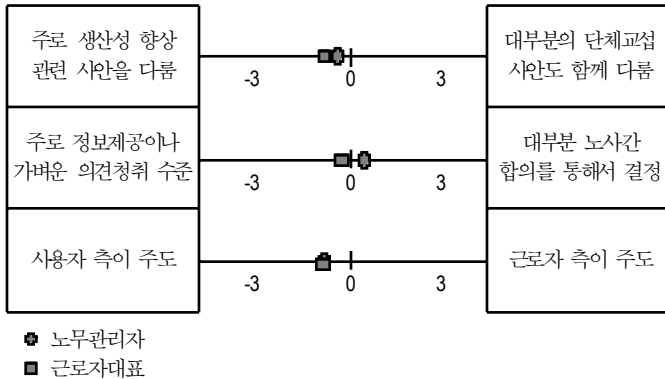 주로 생산성 향상
관련 사안을 다룸
-3 0 3
대부분의 단체교섭
사안도 함께 다룸
주로 정보제공이나
가벼운 의견청취 수준
-3 0 3
대부분 노사간
합의를 통해서 결정
사용자 측이 주도
-3 0 3
근로자 측이 주도
노무관리자
근로자대표